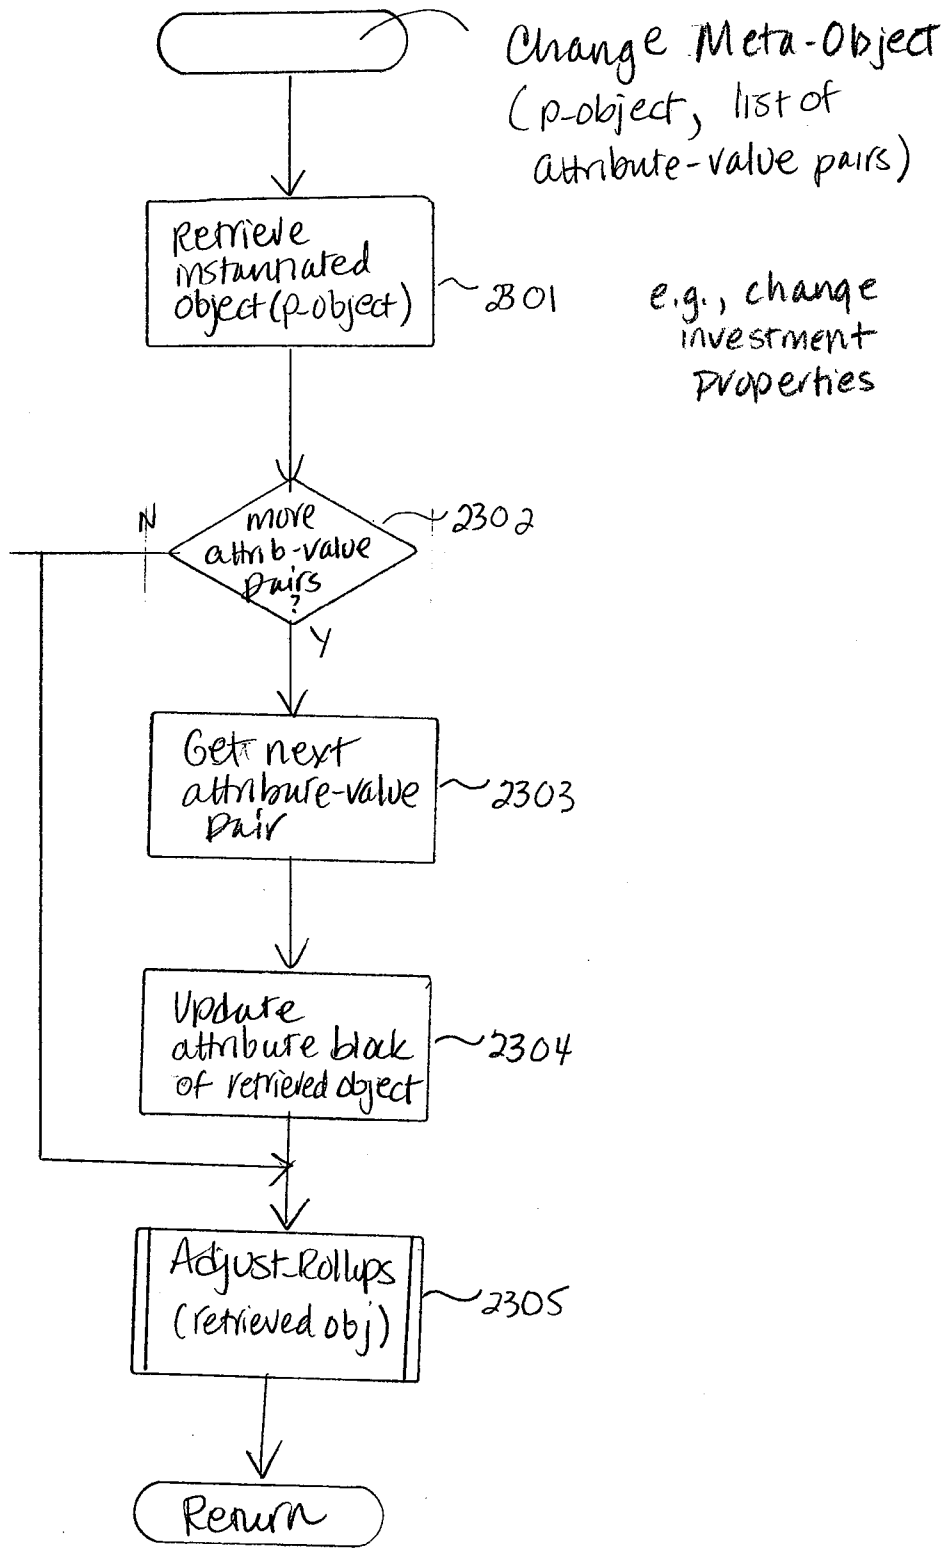 Change Meta-Object
(p-object, list of
attribute-value pairs)
Retrieve
instantiated
object (p-object)
2301
e.g., change
investment
properties
N
more
attrib-value
pairs
?
2302
Y
Get next
attribute-value
pair
2303
Update
attribute block
of retrieved object
2304
Adjust-Rollups
(retrieved obj)
2305
Return